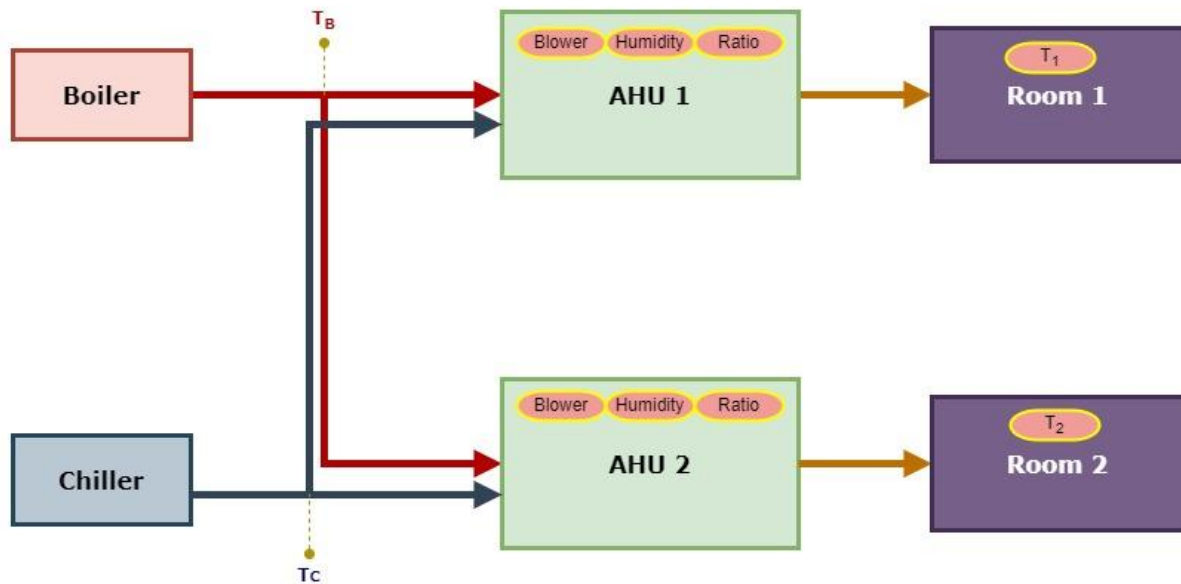 T_B
Boiler
Blower Humidity Ratio
AHU 1
T₁
Room 1
Chiller
Blower Humidity Ratio
AHU 2
T₂
Room 2
Tc